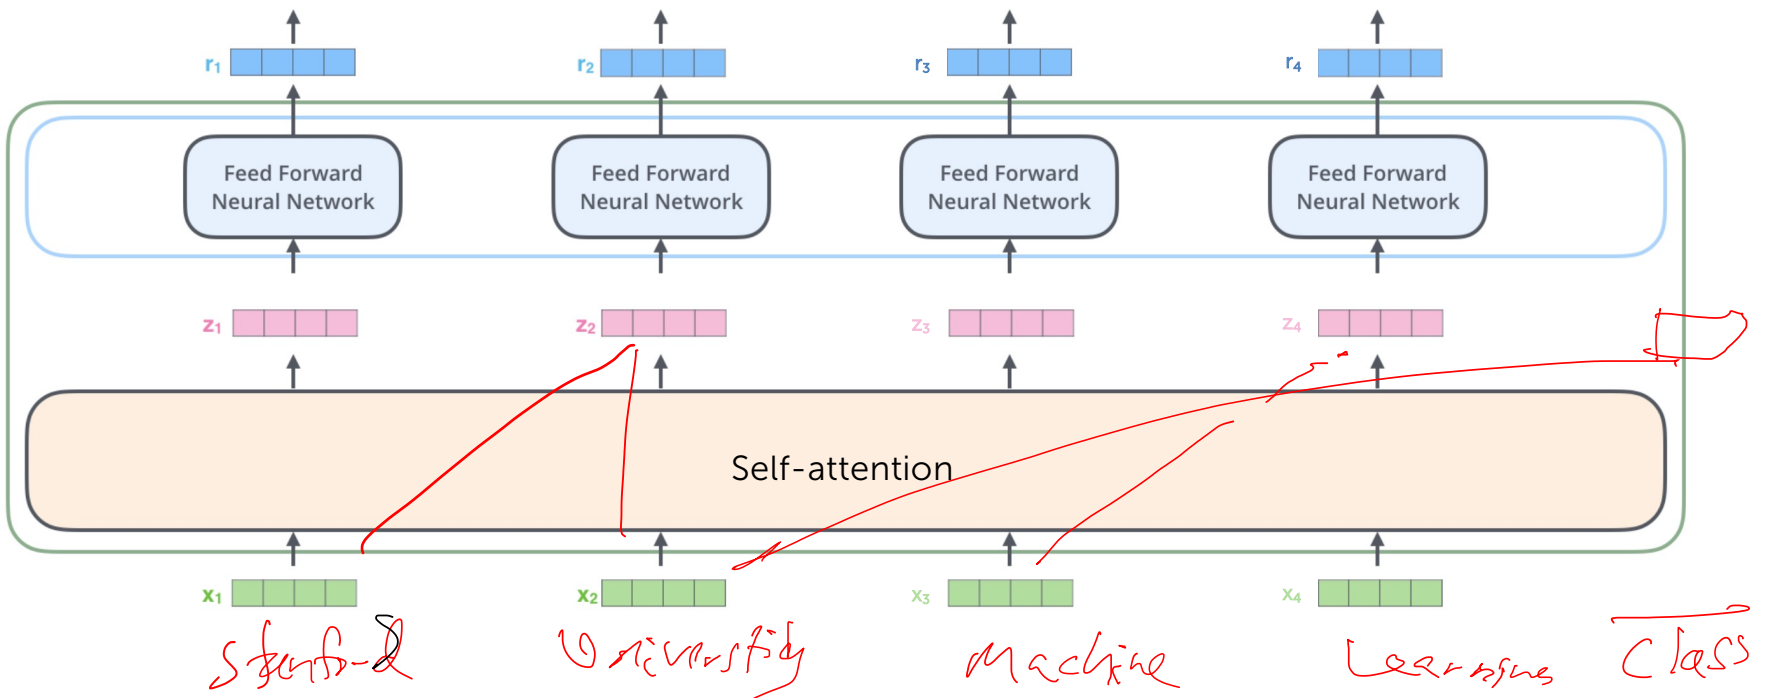 r1 r2 r3 r4
Feed Forward Feed Forward Feed Forward Feed Forward
Neural Network Neural Network Neural Network Neural Network
z1 z2 z3 z4
Self-attention
x1 x2 x3 x4
Stanford University Machine Learning Class